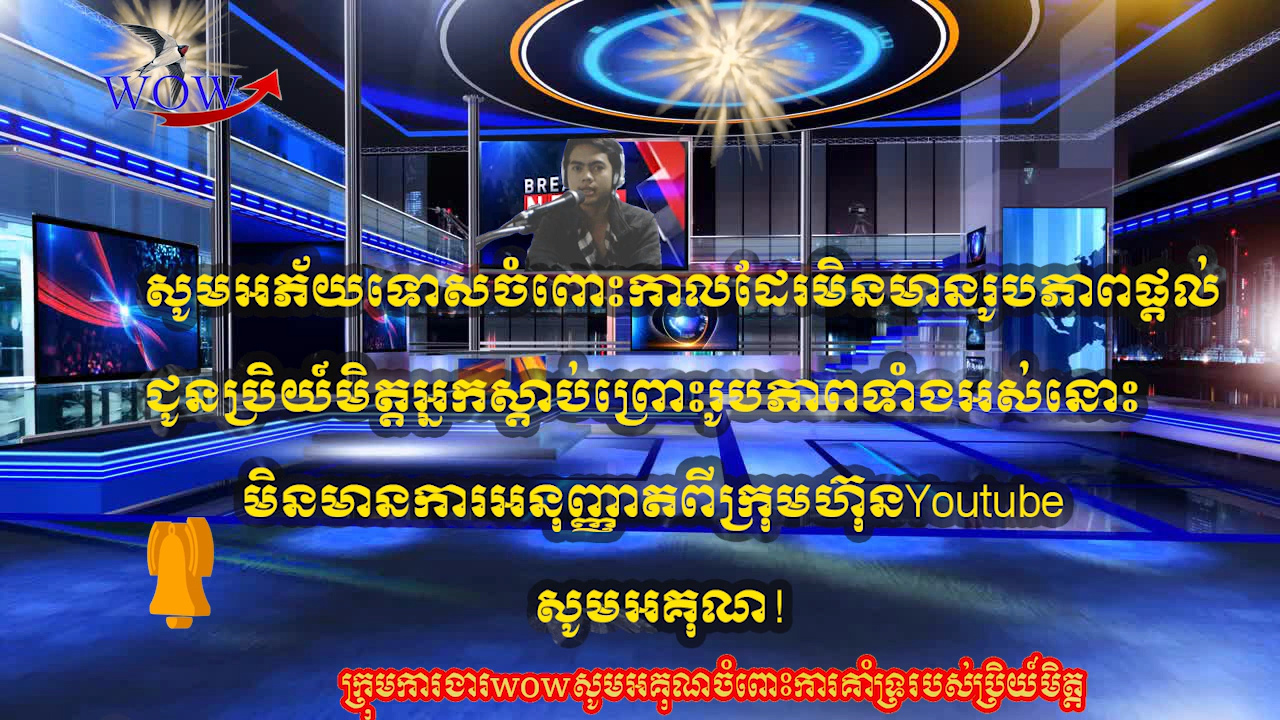 WOW
BREA
NEWS
សូមអភ័យទោសចំពោះកាលដែរមិនមានរូបភាពផ្តល់
ជូនប្រិយ៍មិត្តអ្នកស្តាប់ព្រោះរូបភាពទាំងអស់នោះ
មិនមានការអនុញ្ញាតពីក្រុមហ៊ុនYoutube
សូមអគុណ!
ក្រុមការងារwowសូមអគុណចំពោះការគាំទ្ររបស់ប្រិយ៍មិត្ត